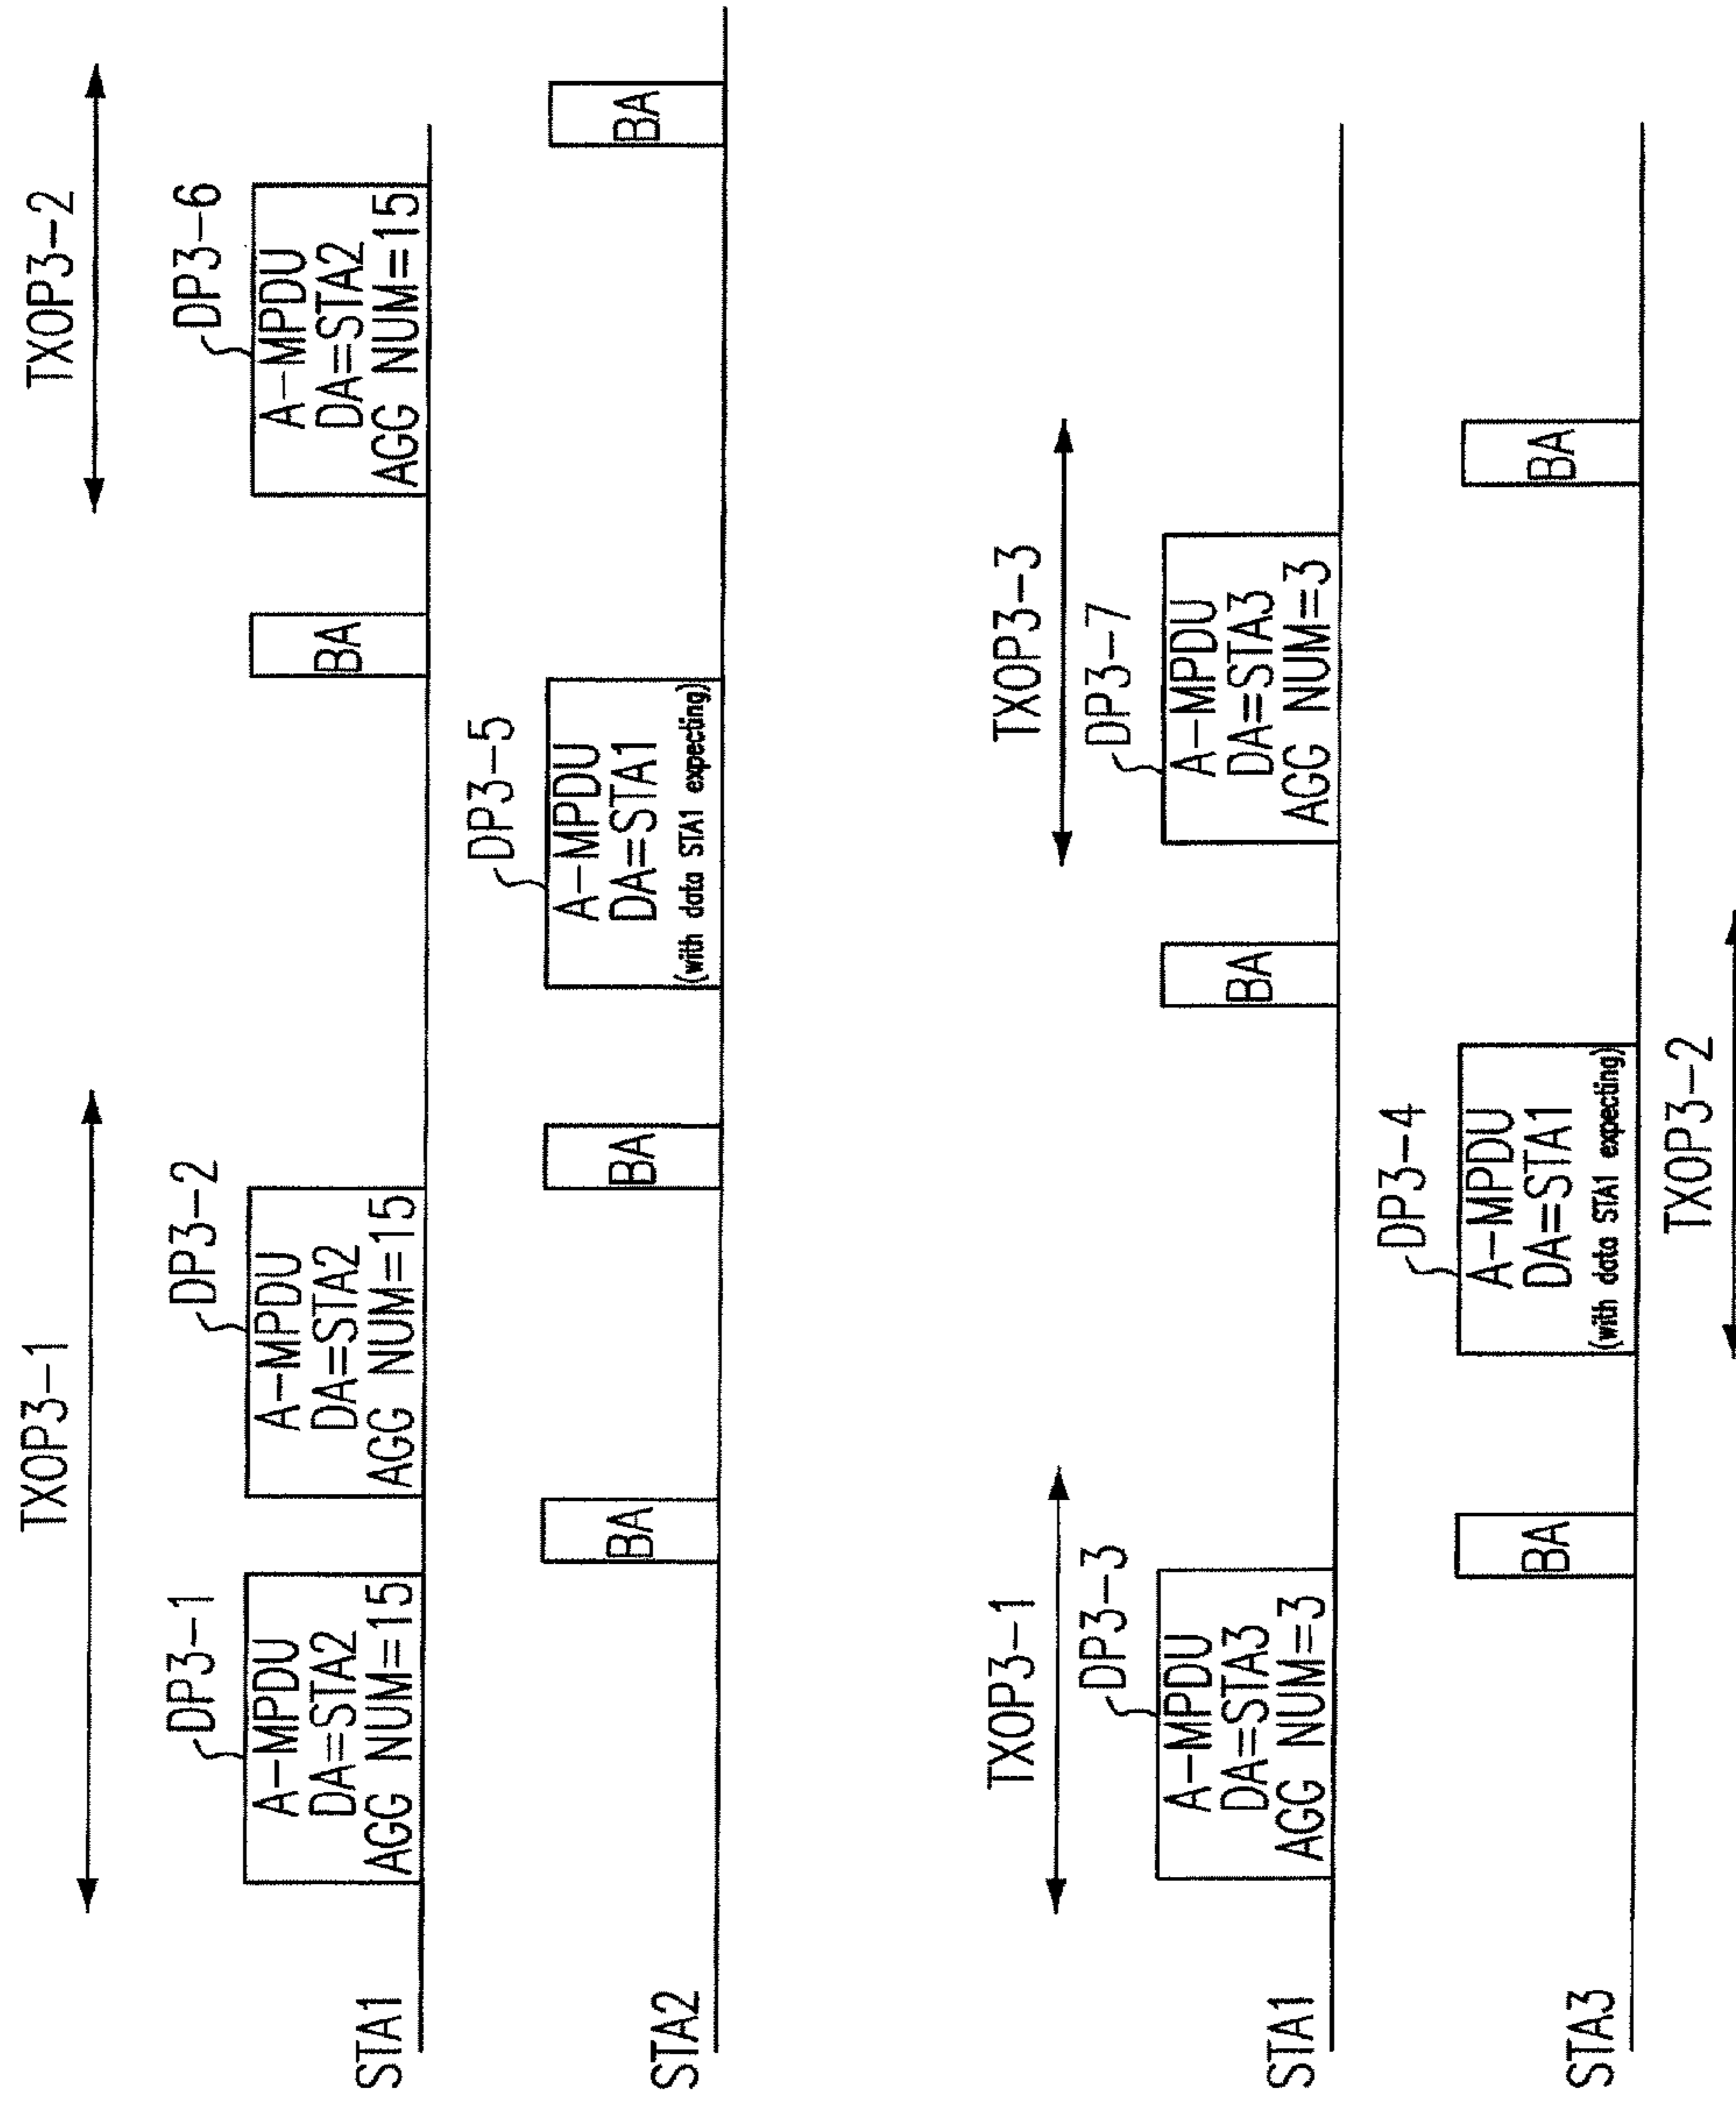 TXOP3-1
TXOP3-2
DP3-1
DP3-2
DP3-6
A-MPDU
DA=STA2
AGG NUM=15
A-MPDU
DA=STA2
AGG NUM=15
BA
A-MPDU
DA=STA2
AGG NUM=15
STA1
DP3-5
BA
BA
A-MPDU
DA=STA1
(with data STA1 expecting)
BA
STA2
TXOP3-1
TXOP3-3
DP3-3
DP3-7
A-MPDU
DA=STA3
AGG NUM=3
BA
A-MPDU
DA=STA3
AGG NUM=3
STA1
DP3-4
BA
A-MPDU
DA=STA1
(with data STA1 expecting)
BA
STA3
TXOP3-2